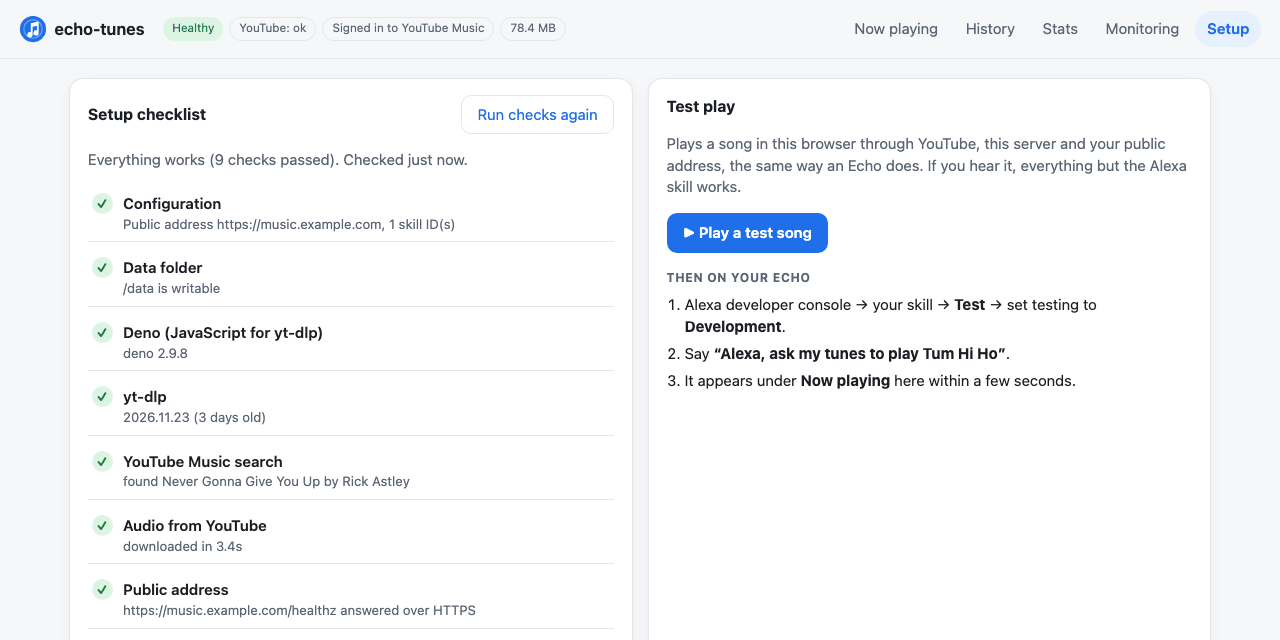 echo-tunes
Healthy
YouTube: ok
Signed in to YouTube Music
78.4 MB
Now playing
History
Stats
Monitoring
Setup
Setup checklist
Run checks again
Everything works (9 checks passed). Checked just now.
Configuration
Public address https://music.example.com, 1 skill ID(s)
Data folder
/data is writable
Deno (JavaScript for yt-dlp)
deno 2.9.8
yt-dlp
2026.11.23 (3 days old)
YouTube Music search
found Never Gonna Give You Up by Rick Astley
Audio from YouTube
downloaded in 3.4s
Public address
https://music.example.com/healthz answered over HTTPS
Test play
Plays a song in this browser through YouTube, this server and your public
address, the same way an Echo does. If you hear it, everything but the Alexa
skill works.
▶ Play a test song
THEN ON YOUR ECHO
1. Alexa developer console → your skill → Test → set testing to
Development.
2. Say “Alexa, ask my tunes to play Tum Hi Ho”.
3. It appears under Now playing here within a few seconds.